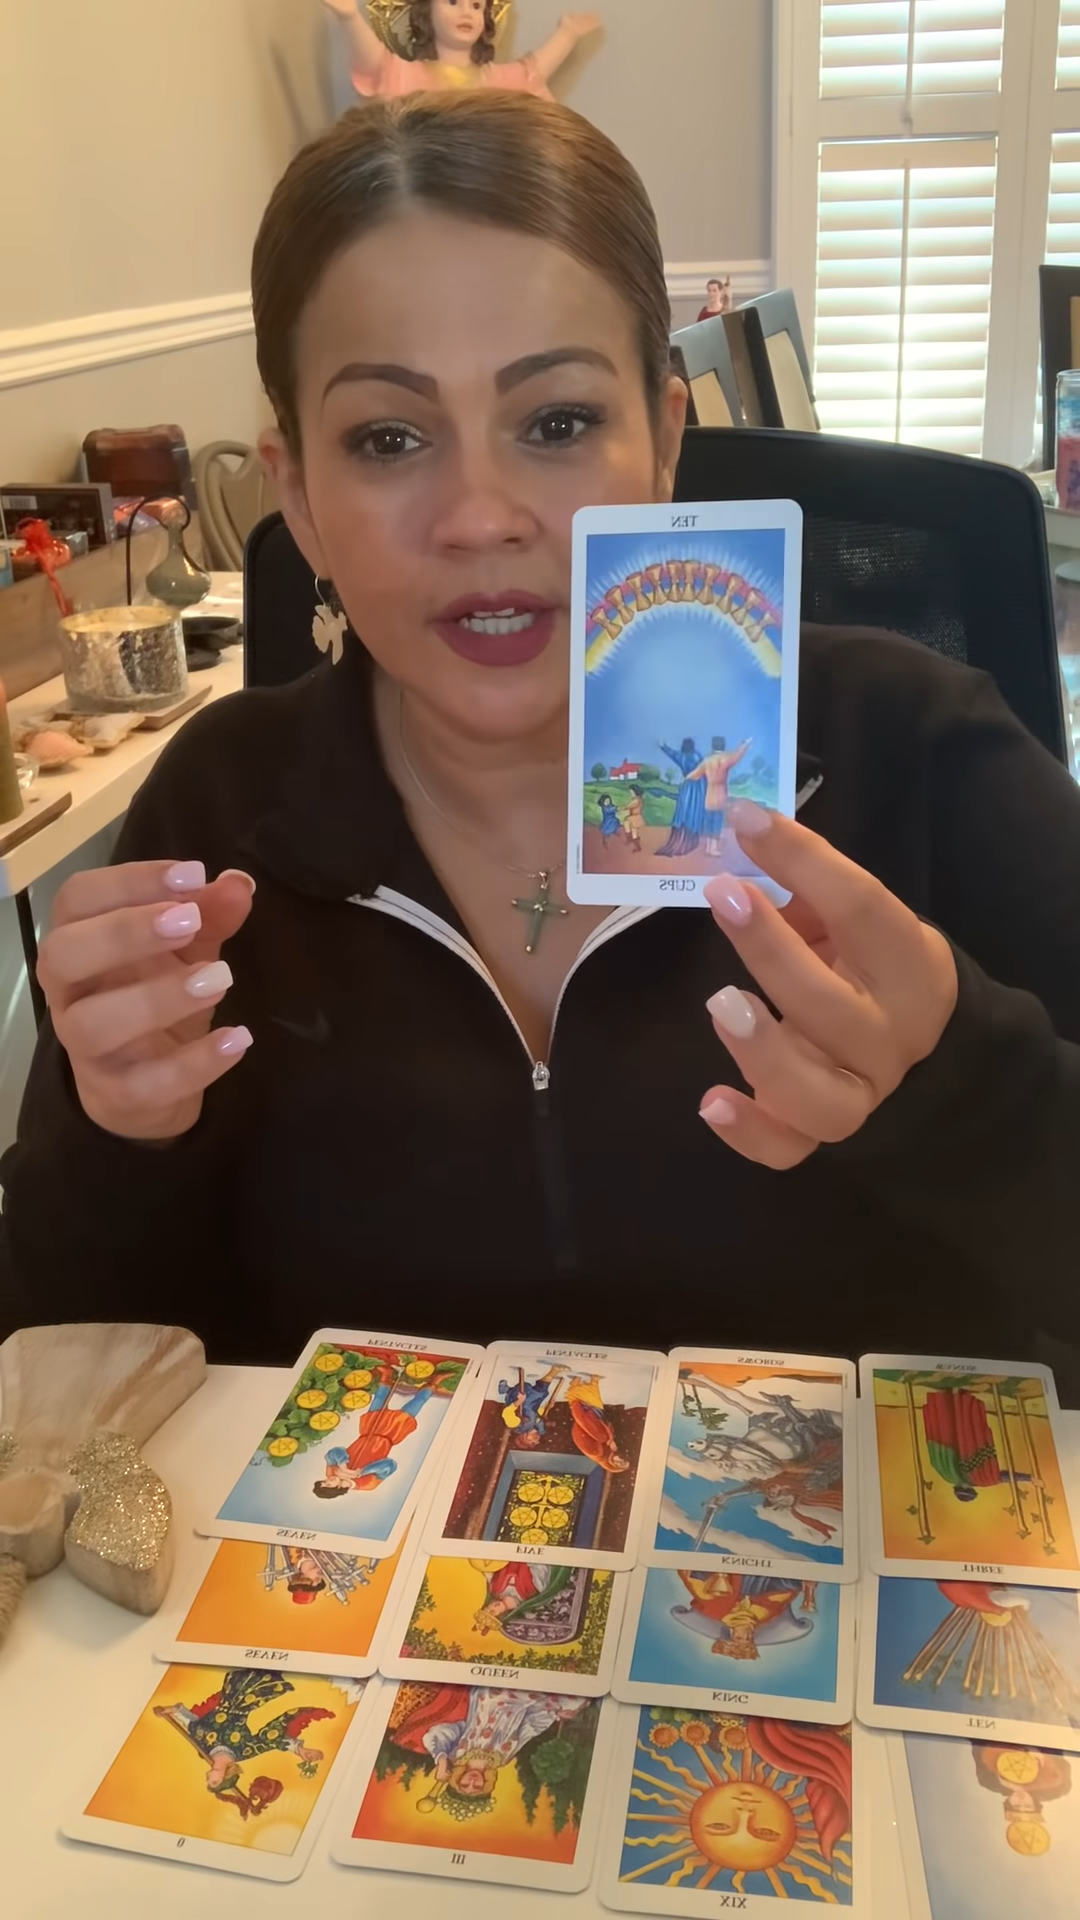 TEN
CUPS
PENTACLES
PENTACLES
SWORDS
WANDS
SEVEN
FIVE
KNIGHT
THREE
SEVEN
QUEEN
KING
TEN
0
III
XIX